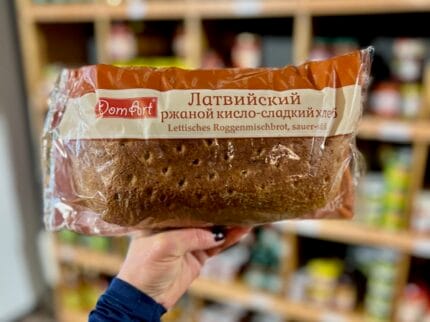 DomArt
Латвийский
ржаной кисло-сладкий хлеб
Lettisches Roggenmischbrot, sauer-süß